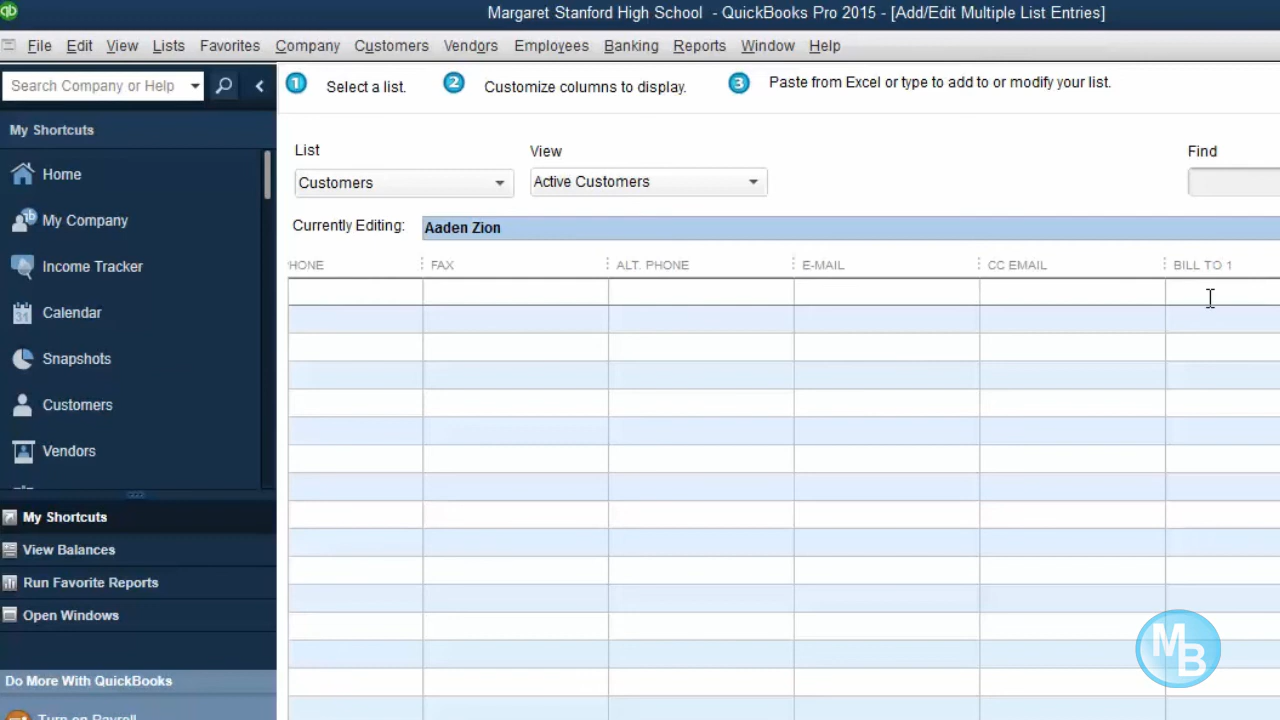 qb
Margaret Stanford High School - QuickBooks Pro 2015 - [Add/Edit Multiple List Entries]
File Edit View Lists Favorites Company Customers Vendors Employees Banking Reports Window Help
Search Company or Help
1 Select a list. 2 Customize columns to display. 3 Paste from Excel or type to add to or modify your list.
My Shortcuts
Home
My Company
Income Tracker
31 Calendar
Snapshots
Customers
Vendors
My Shortcuts
View Balances
Run Favorite Reports
Open Windows
Do More With QuickBooks
Turn on Payroll
List View Find
Customers Active Customers
Currently Editing: Aaden Zion
HONE FAX ALT. PHONE E-MAIL CC EMAIL BILL TO 1
MB